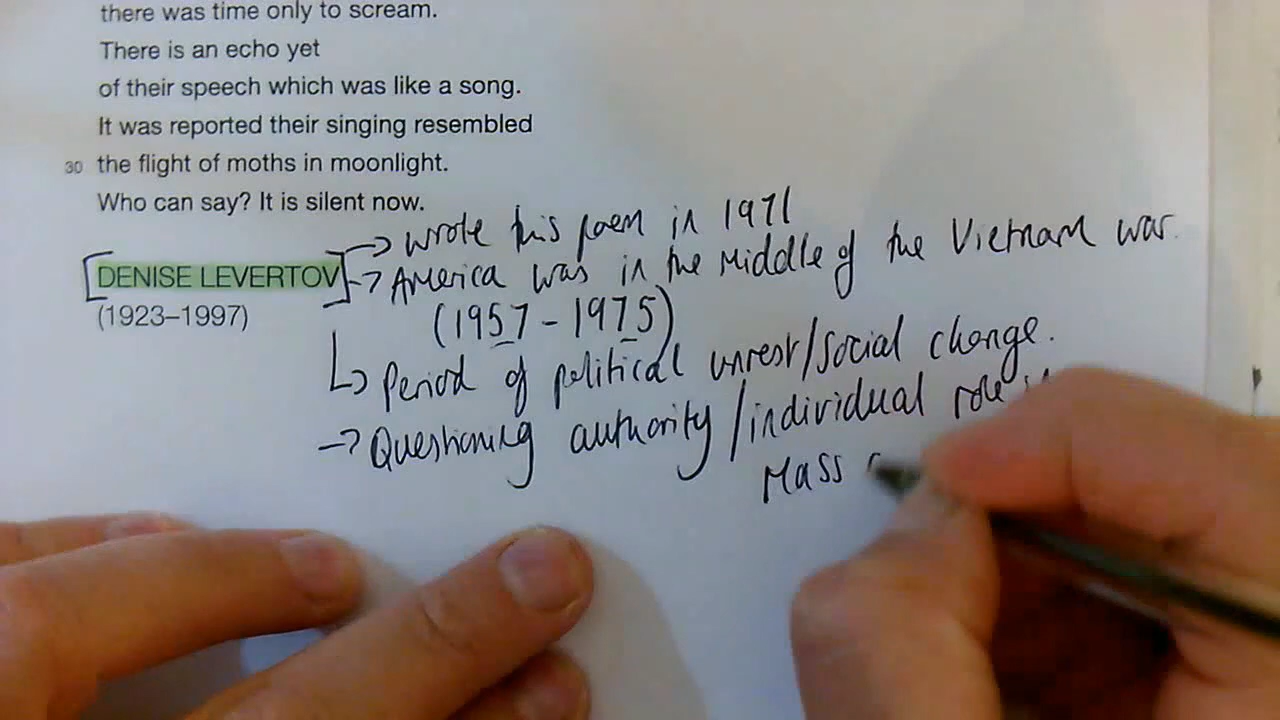 there was time only to scream.
There is an echo yet
of their speech which was like a song.
It was reported their singing resembled
30 the flight of moths in moonlight.
Who can say? It is silent now.
[DENISE LEVERTOV]
(1923–1997)
→ wrote this poem in 1971
→ America was in the middle of the Vietnam war.
(1957 - 1975)
↳ Period of political unrest/social change.
→ Questioning authority/individual role
Mass